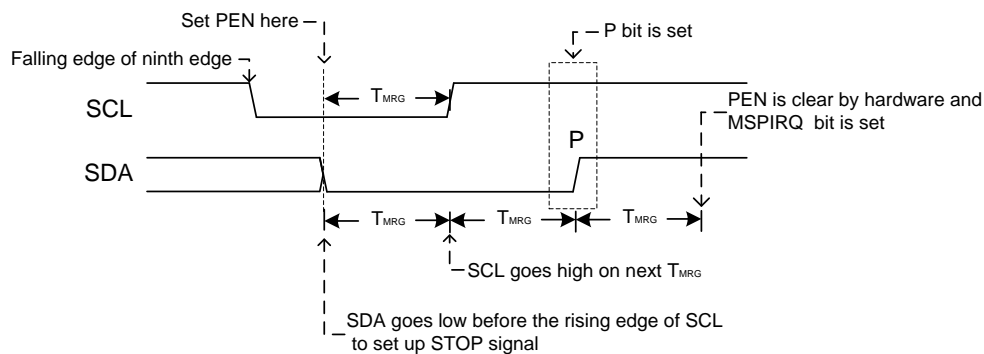 Set PEN here
P bit is set
Falling edge of ninth edge
TMRG
SCL
PEN is clear by hardware and
MSPIRQ bit is set
P
SDA
TMRG
TMRG
TMRG
SCL goes high on next TMRG
SDA goes low before the rising edge of SCL
to set up STOP signal